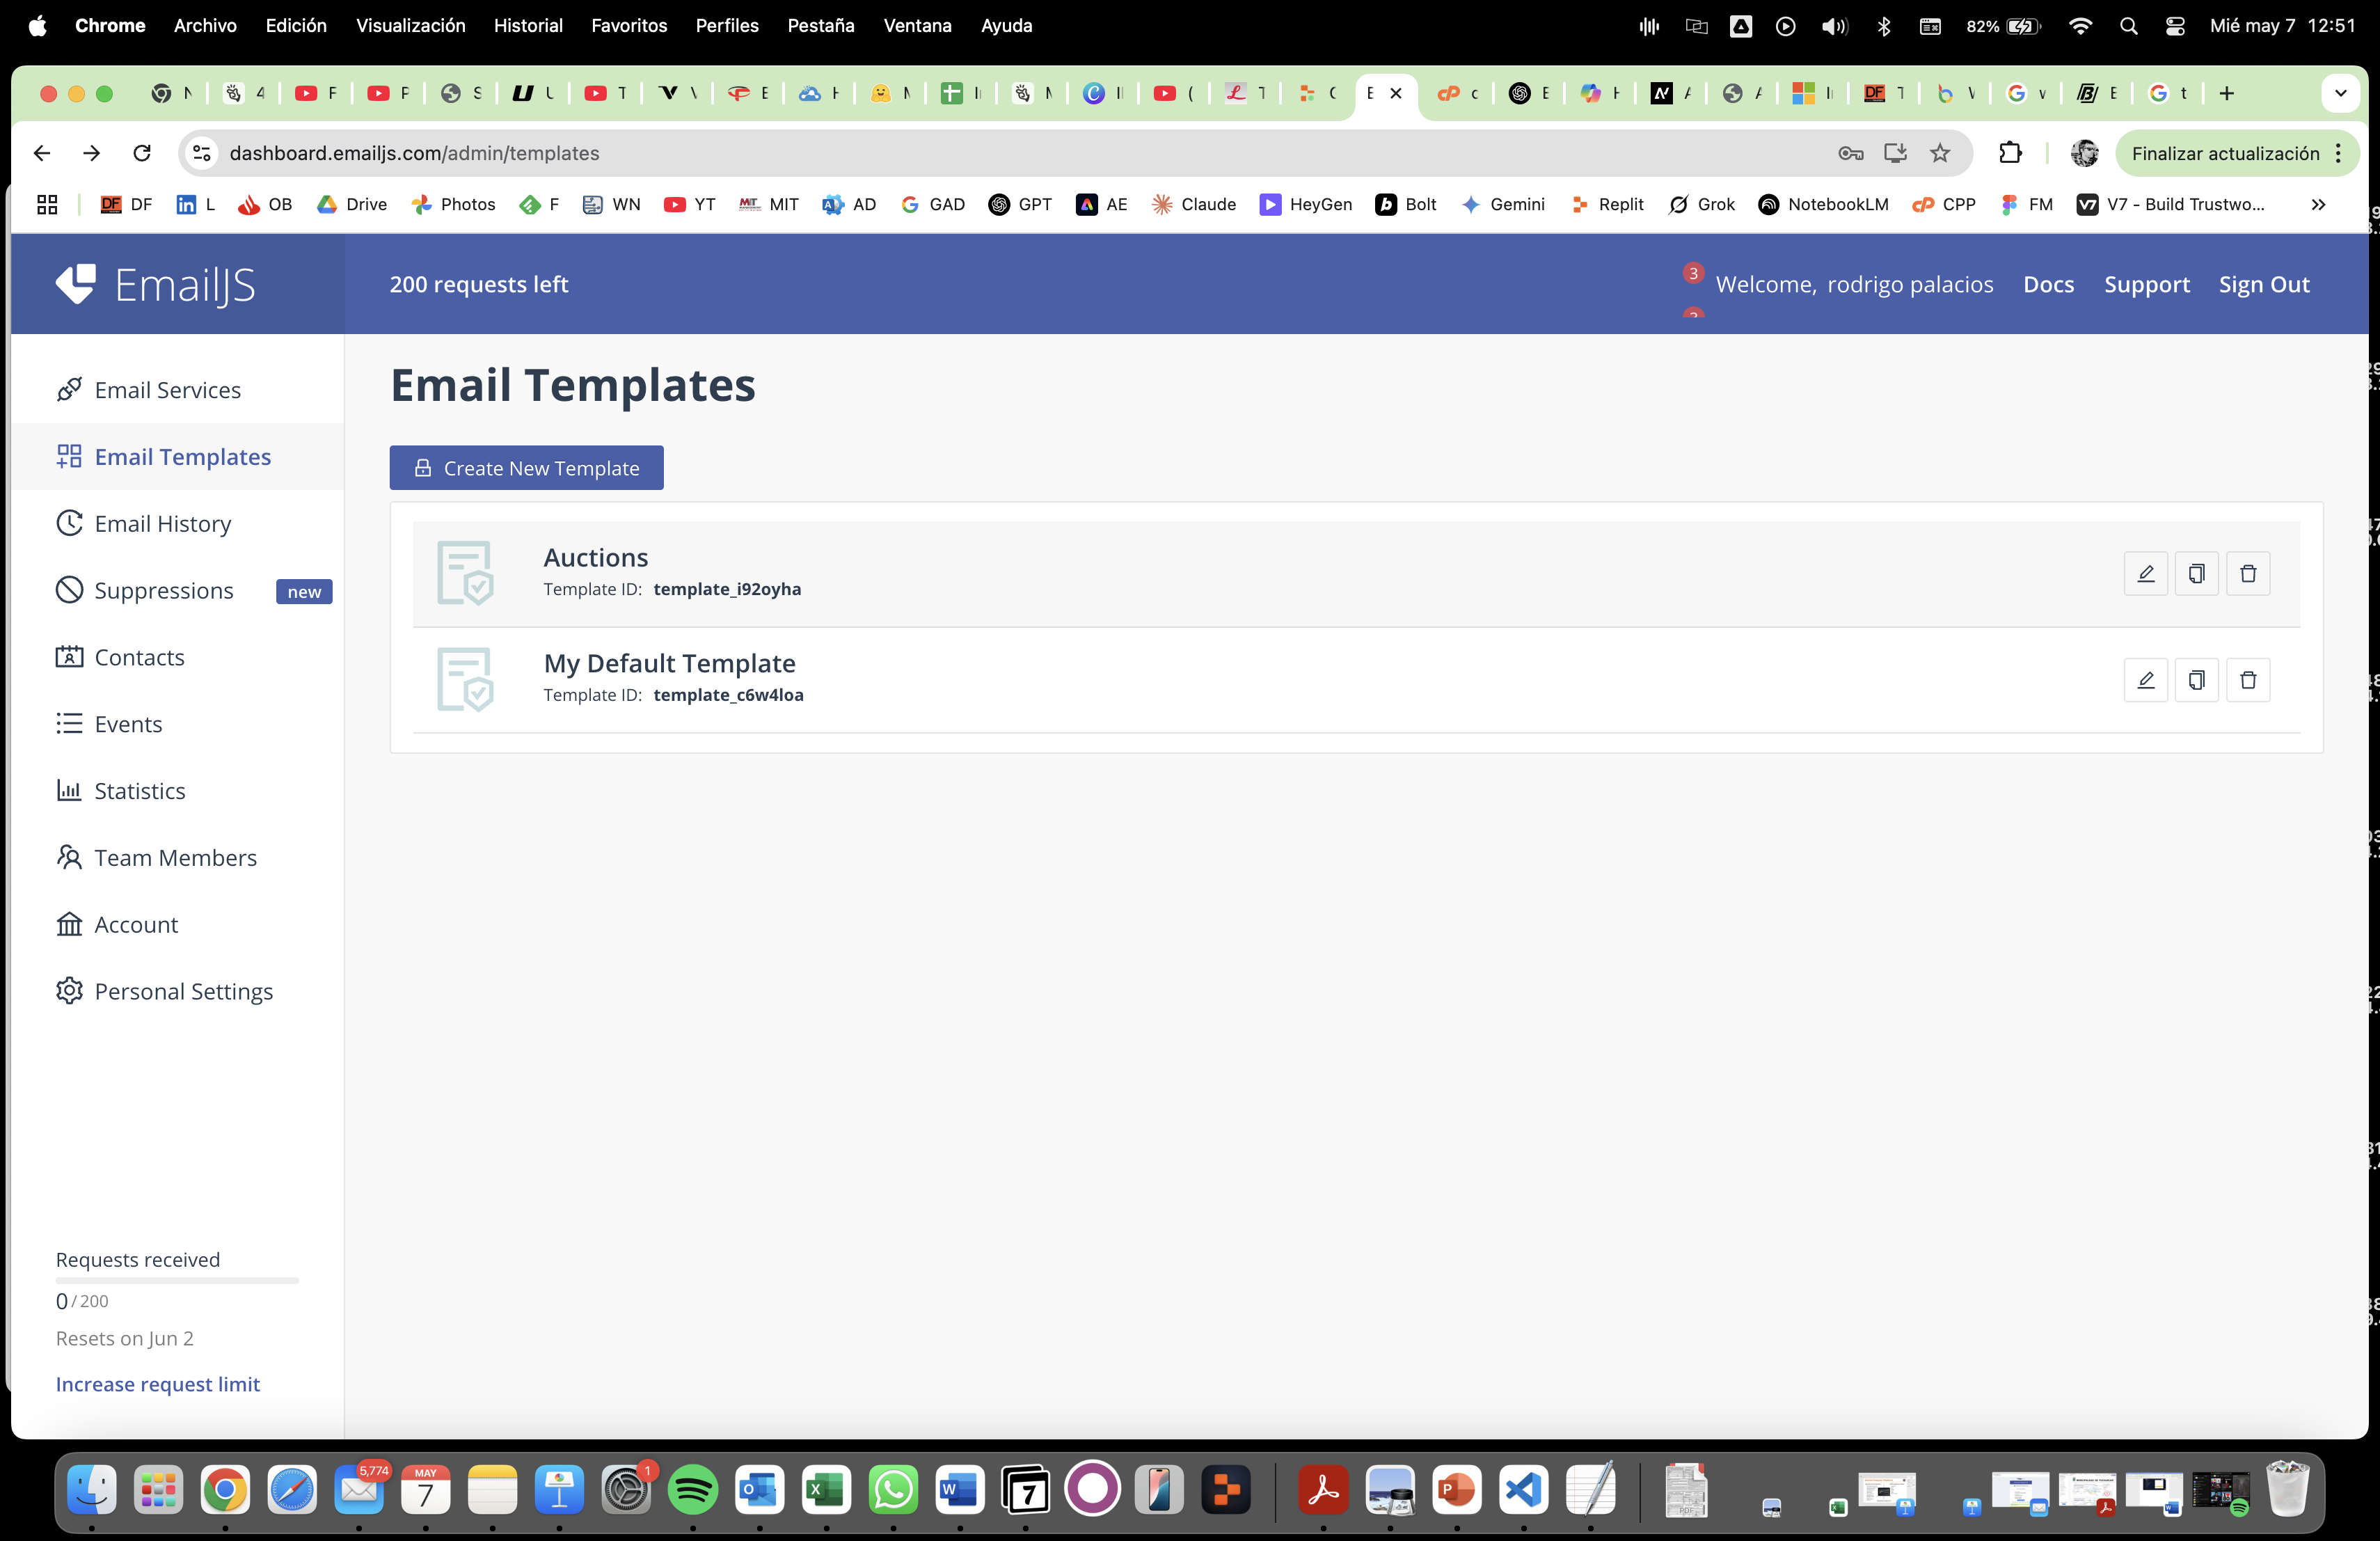 Chrome Archivo Edición Visualización Historial Favoritos Perfiles Pestaña Ventana Ayuda 82% Mié may 7 12:51
dashboard.emailjs.com/admin/templates Finalizar actualización
DF L OB Drive Photos F WN YT MIT AD GAD GPT AE Claude HeyGen Bolt Gemini Replit Grok NotebookLM CPP FM V7 - Build Trustwo...
EmailJS 200 requests left 3 Welcome, rodrigo palacios Docs Support Sign Out
Email Templates
Email Services
Email Templates
Email History
Suppressions new
Contacts
Events
Statistics
Team Members
Account
Personal Settings
Create New Template
Auctions
Template ID: template_i92oyha
My Default Template
Template ID: template_c6w4loa
Requests received
0 / 200
Resets on Jun 2
Increase request limit
5,774
MAY
7
1
7